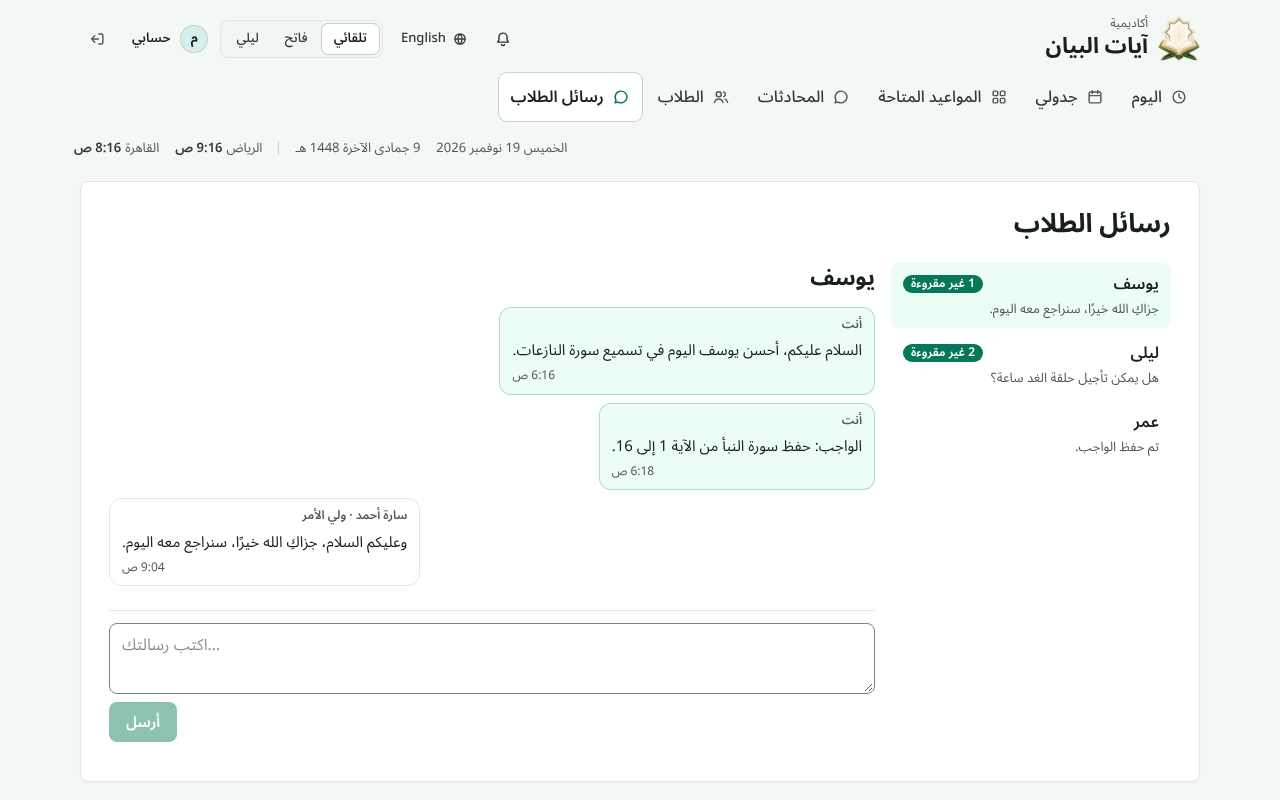 أكاديمية
آيات البيان
English
تلقائي
فاتح
ليلي
م
حسابي
اليوم
جدولي
المواعيد المتاحة
المحادثات
الطلاب
رسائل الطلاب
الخميس 19 نوفمبر 2026
9 جمادى الآخرة 1448 هـ
الرياض 9:16 ص
القاهرة 8:16 ص
رسائل الطلاب
يوسف
1 غير مقروءة
جزاكِ الله خيرًا، سنراجع معه اليوم.
ليلى
2 غير مقروءة
هل يمكن تأجيل حلقة الغد ساعة؟
عمر
تم حفظ الواجب.
يوسف
أنت
السلام عليكم، أحسن يوسف اليوم في تسميع سورة النازعات.
6:16 ص
أنت
الواجب: حفظ سورة النبأ من الآية 1 إلى 16.
6:18 ص
سارة أحمد · ولي الأمر
وعليكم السلام، جزاكِ الله خيرًا، سنراجع معه اليوم.
9:04 ص
اكتب رسالتك...
أرسل